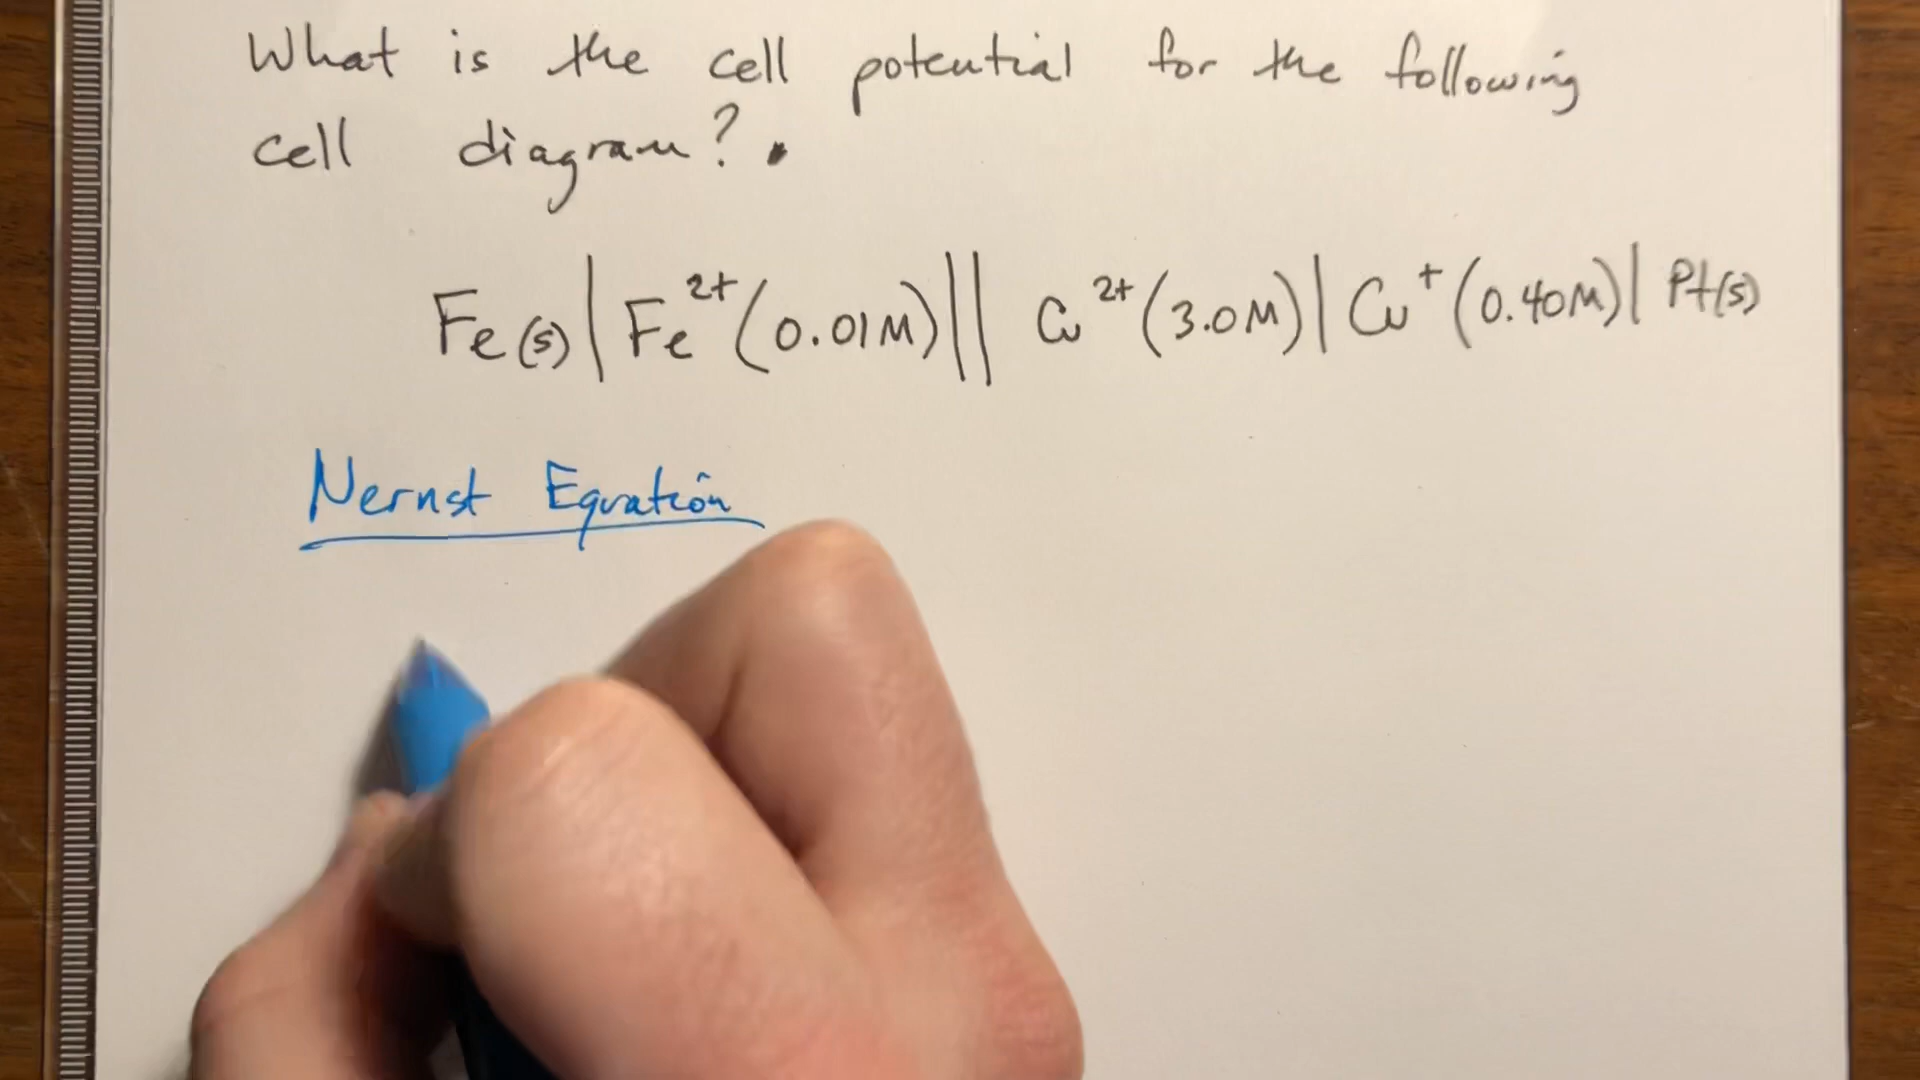 What is the cell potential for the following
cell diagram?.
Fe(s)|Fe²⁺(0.01M)||Cu²⁺(3.0M)|Cu⁺(0.40M)|Pt(s)
Nernst Equation